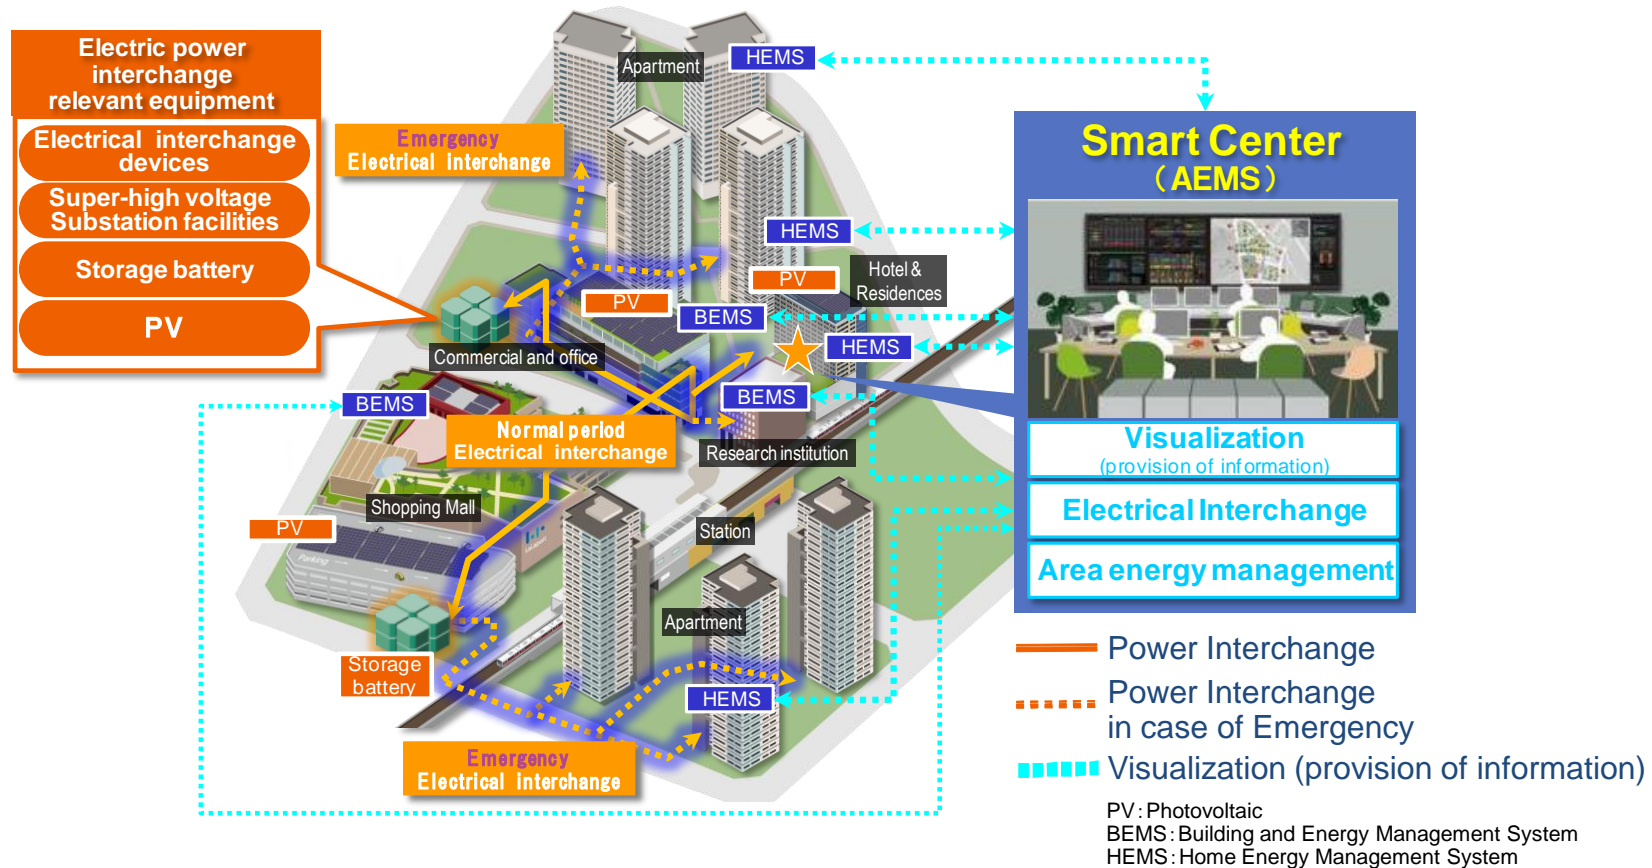 Electric power
interchange
relevant equipment
Electrical interchange
devices
Super-high voltage
Substation facilities
Storage battery
PV
Apartment
HEMS
Emergency
Electrical interchange
HEMS
PV
Hotel &
Residences
PV
BEMS
HEMS
Commercial and office
BEMS
BEMS
Normal period
Electrical interchange
Research institution
Shopping Mall
PV
Parking
Station
Apartment
Storage
battery
HEMS
Emergency
Electrical interchange
Smart Center
（AEMS）
Visualization
(provision of information)
Electrical Interchange
Area energy management
Power Interchange
Power Interchange
in case of Emergency
Visualization (provision of information)
PV：Photovoltaic
BEMS：Building and Energy Management System
HEMS：Home Energy Management System